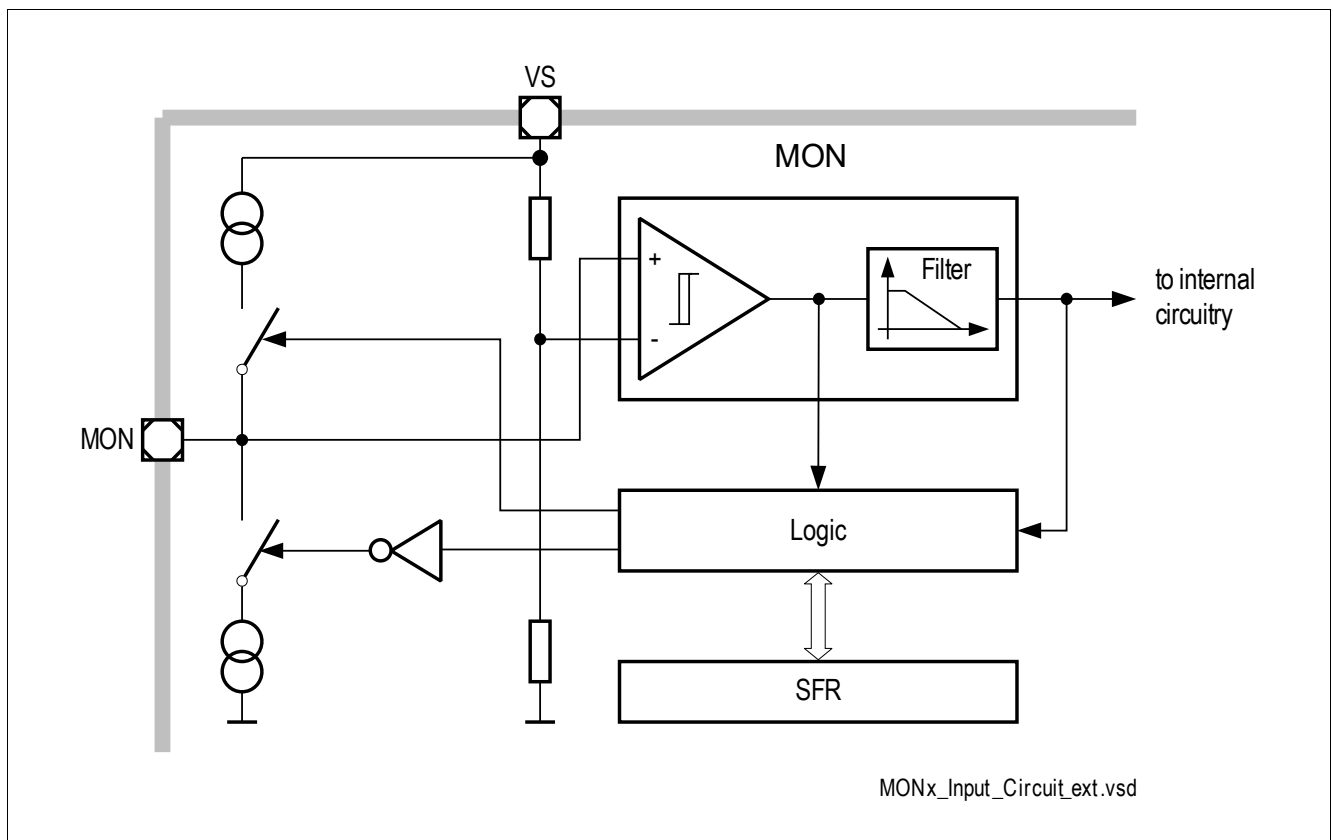 VS
MON
+
-
Filter
to internal
circuitry
MON
Logic
SFR
MONx_Input_Circuit_ext.vsd